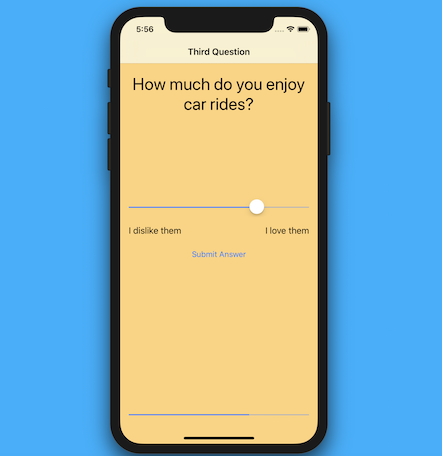 5:56
Third Question
How much do you enjoy
car rides?
I dislike them
I love them
Submit Answer